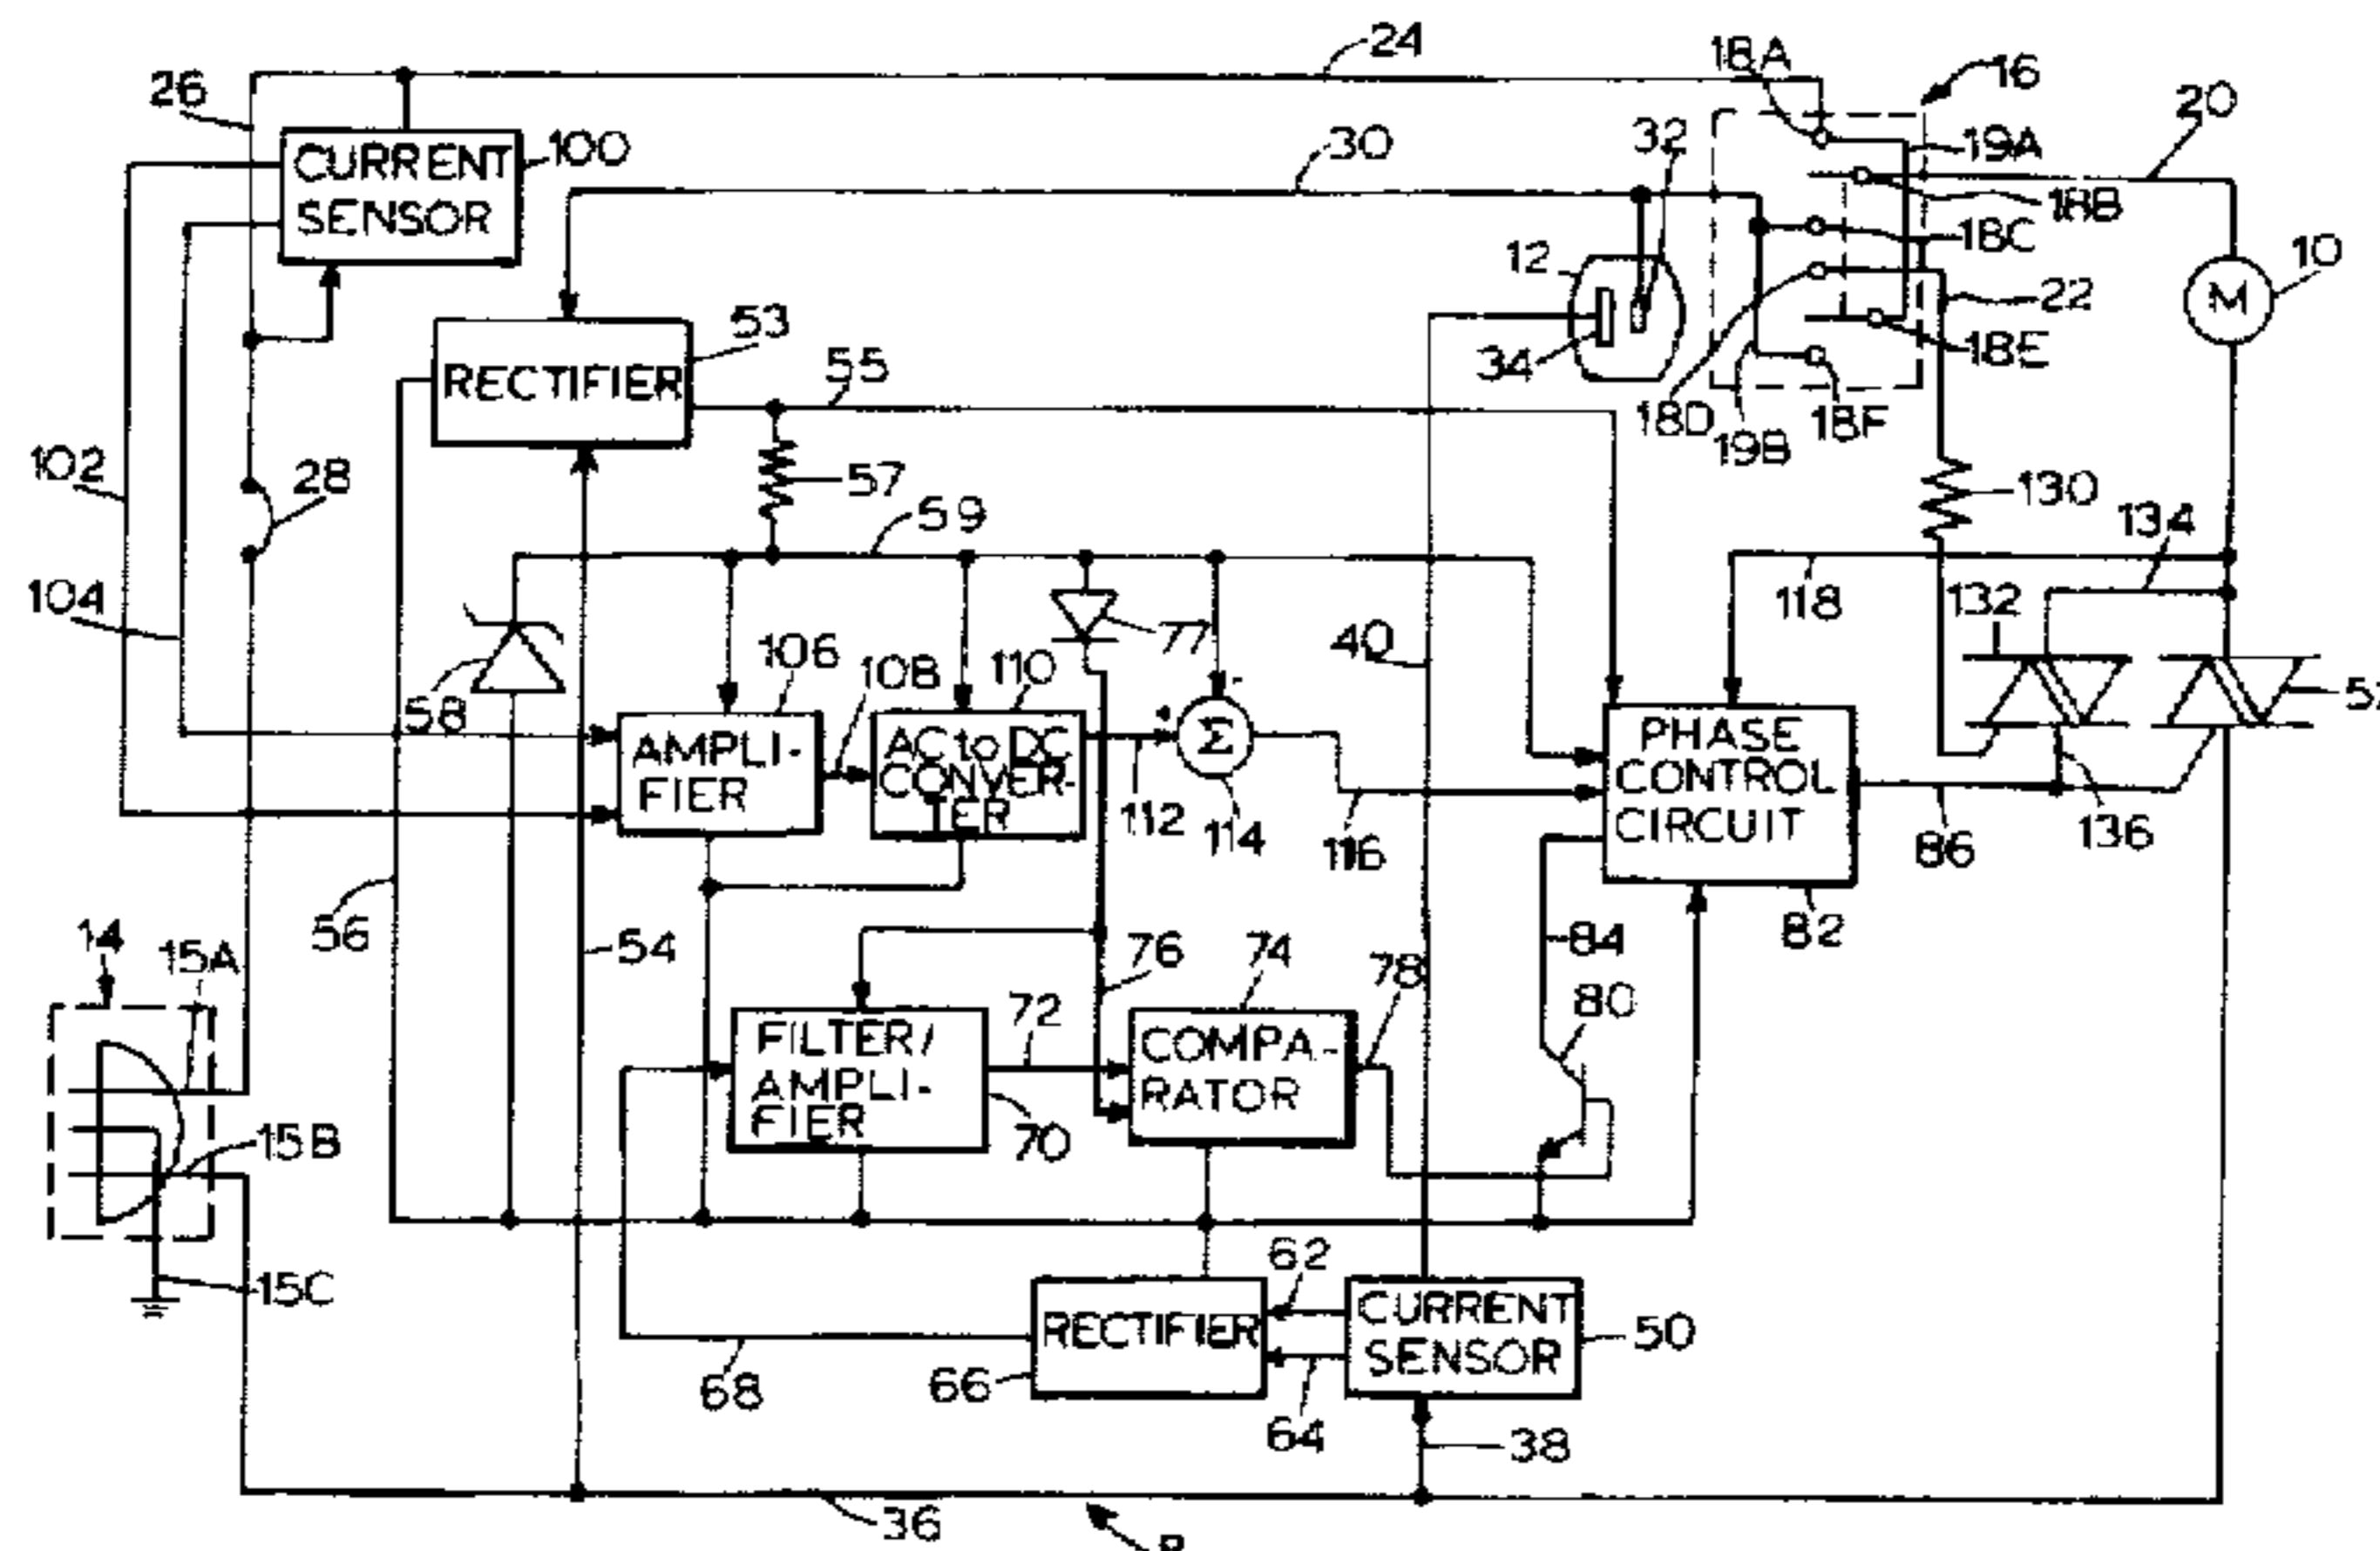 24
18A
16
20
26
CURRENT
SENSOR
100
30
32
19A
18B
18C
12
10
M
22
53
RECTIFIER
55
34
18E
18D
19B
18F
102
28
57
59
130
134
104
118
132
77
40
106
108
110
58
AMPLI-
FIER
AC to DC
CONVER-
TER
+
-
Σ
112
114
116
PHASE
CONTROL
CIRCUIT
86
136
82
56
54
14
15A
76
74
78
84
80
72
FILTER/
AMPLI-
FIER
70
COMPA-
RATOR
15B
15C
62
RECTIFIER
CURRENT
SENSOR
50
68
66
64
38
36